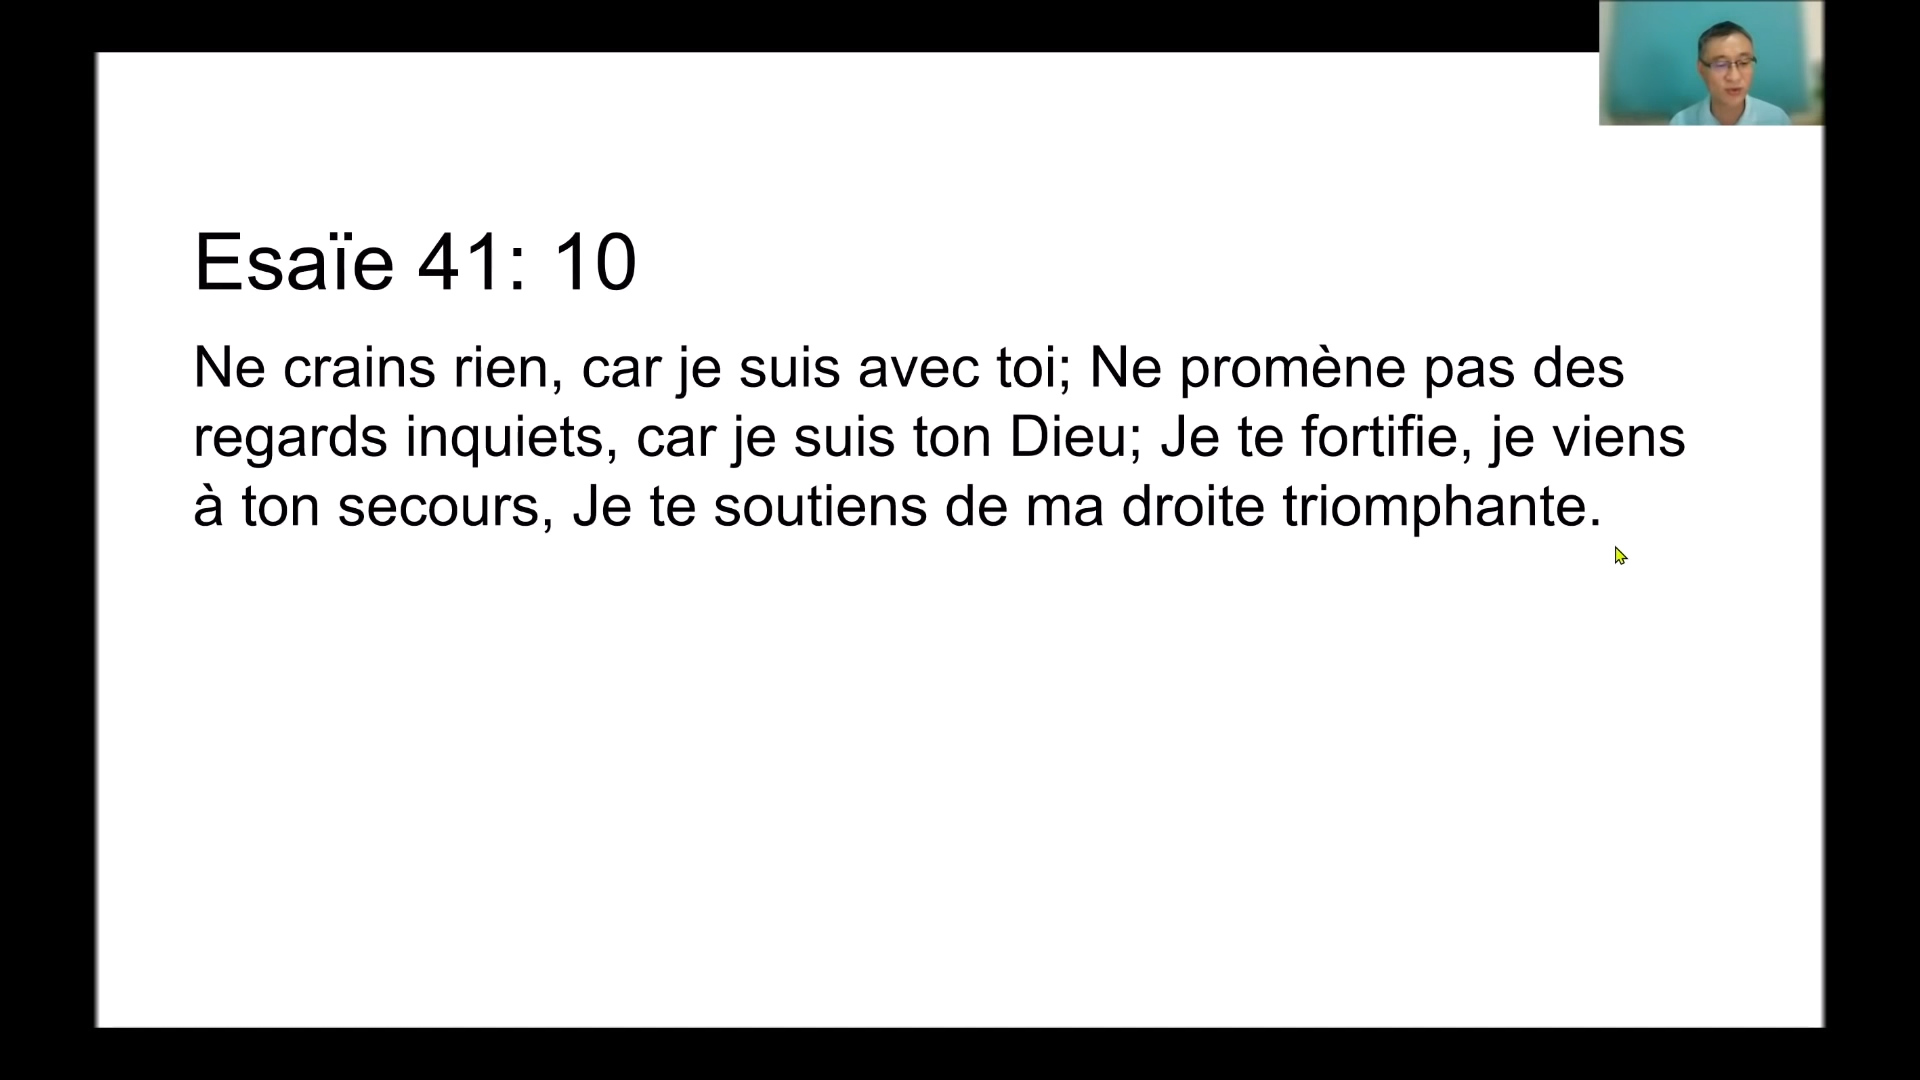 Esaïe 41: 10
Ne crains rien, car je suis avec toi; Ne promène pas des
regards inquiets, car je suis ton Dieu; Je te fortifie, je viens
à ton secours, Je te soutiens de ma droite triomphante.